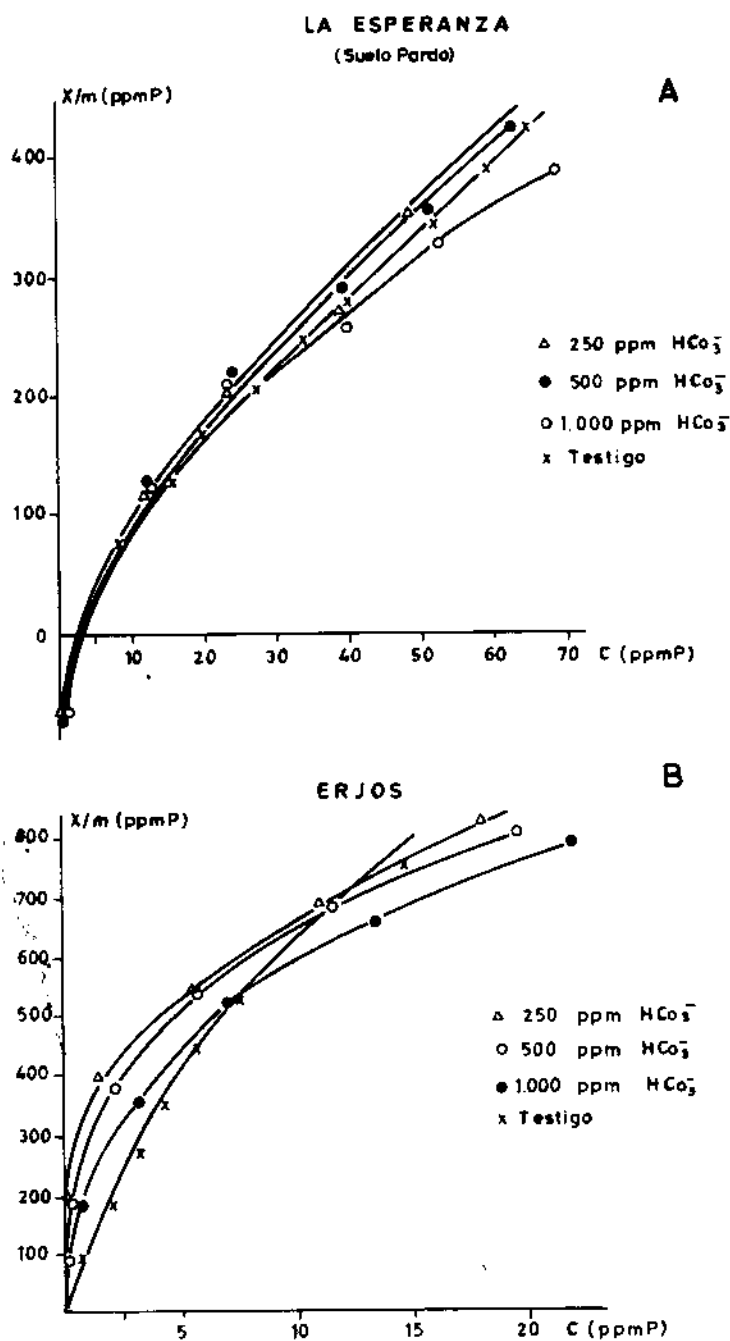 LA ESPERANZA
(Suelo Pardo)
X/m (ppmP)
A
400
300
200
100
0
10 20 30 40 50 60 70 C (ppmP)
△ 250 ppm HCo₃⁻
● 500 ppm HCo₃⁻
○ 1.000 ppm HCo₃⁻
x Testigo
B
ERJOS
X/m (ppmP)
800
700
600
500
400
300
200
100
5 10 15 20 C (ppmP)
△ 250 ppm HCo₃⁻
○ 500 ppm HCo₃⁻
● 1.000 ppm HCo₃⁻
x Testigo